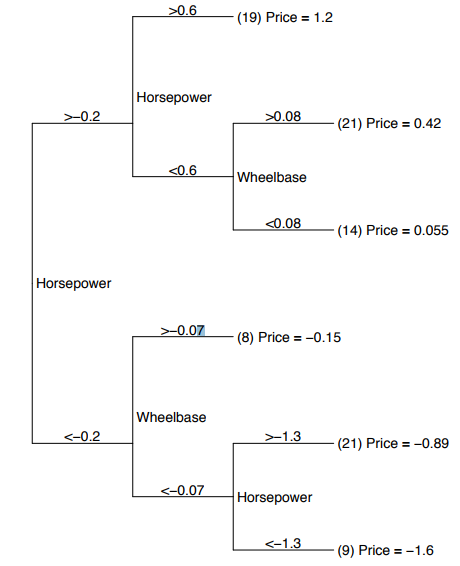 >0.6
(19) Price = 1.2
Horsepower
>−0.2
>0.08
(21) Price = 0.42
<0.6
Wheelbase
<0.08
(14) Price = 0.055
Horsepower
>−0.07
(8) Price = −0.15
Wheelbase
<−0.2
>−1.3
(21) Price = −0.89
<−0.07
Horsepower
<−1.3
(9) Price = −1.6